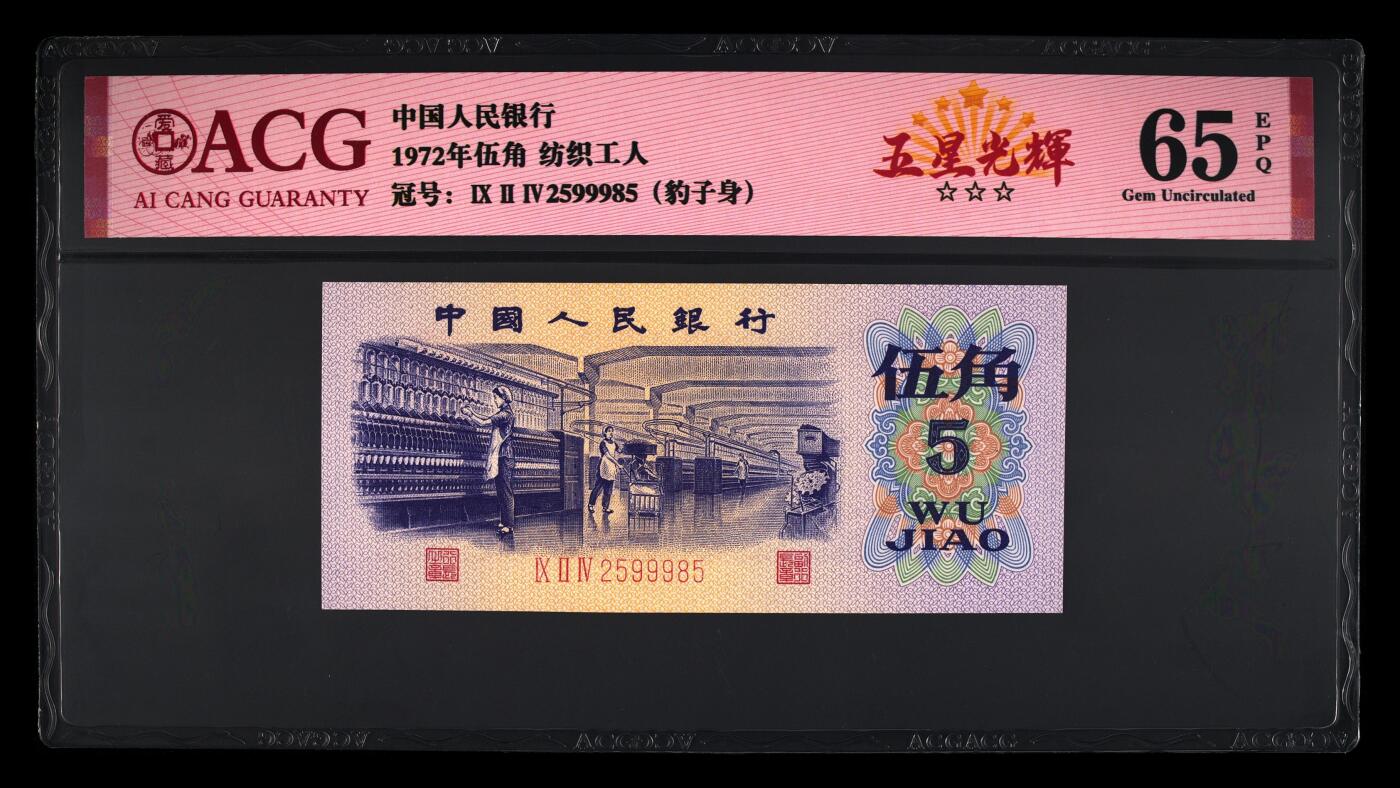 ACG
AI CANG GUARANTY
中国人民银行
1972年伍角 纺织工人
冠号：Ⅸ Ⅱ Ⅳ2599985（豹子身）
五星光輝
☆☆☆
65
EPQ
Gem Uncirculated
中國人民銀行
伍角
5
WU
JIAO
Ⅸ Ⅱ Ⅳ 2599985